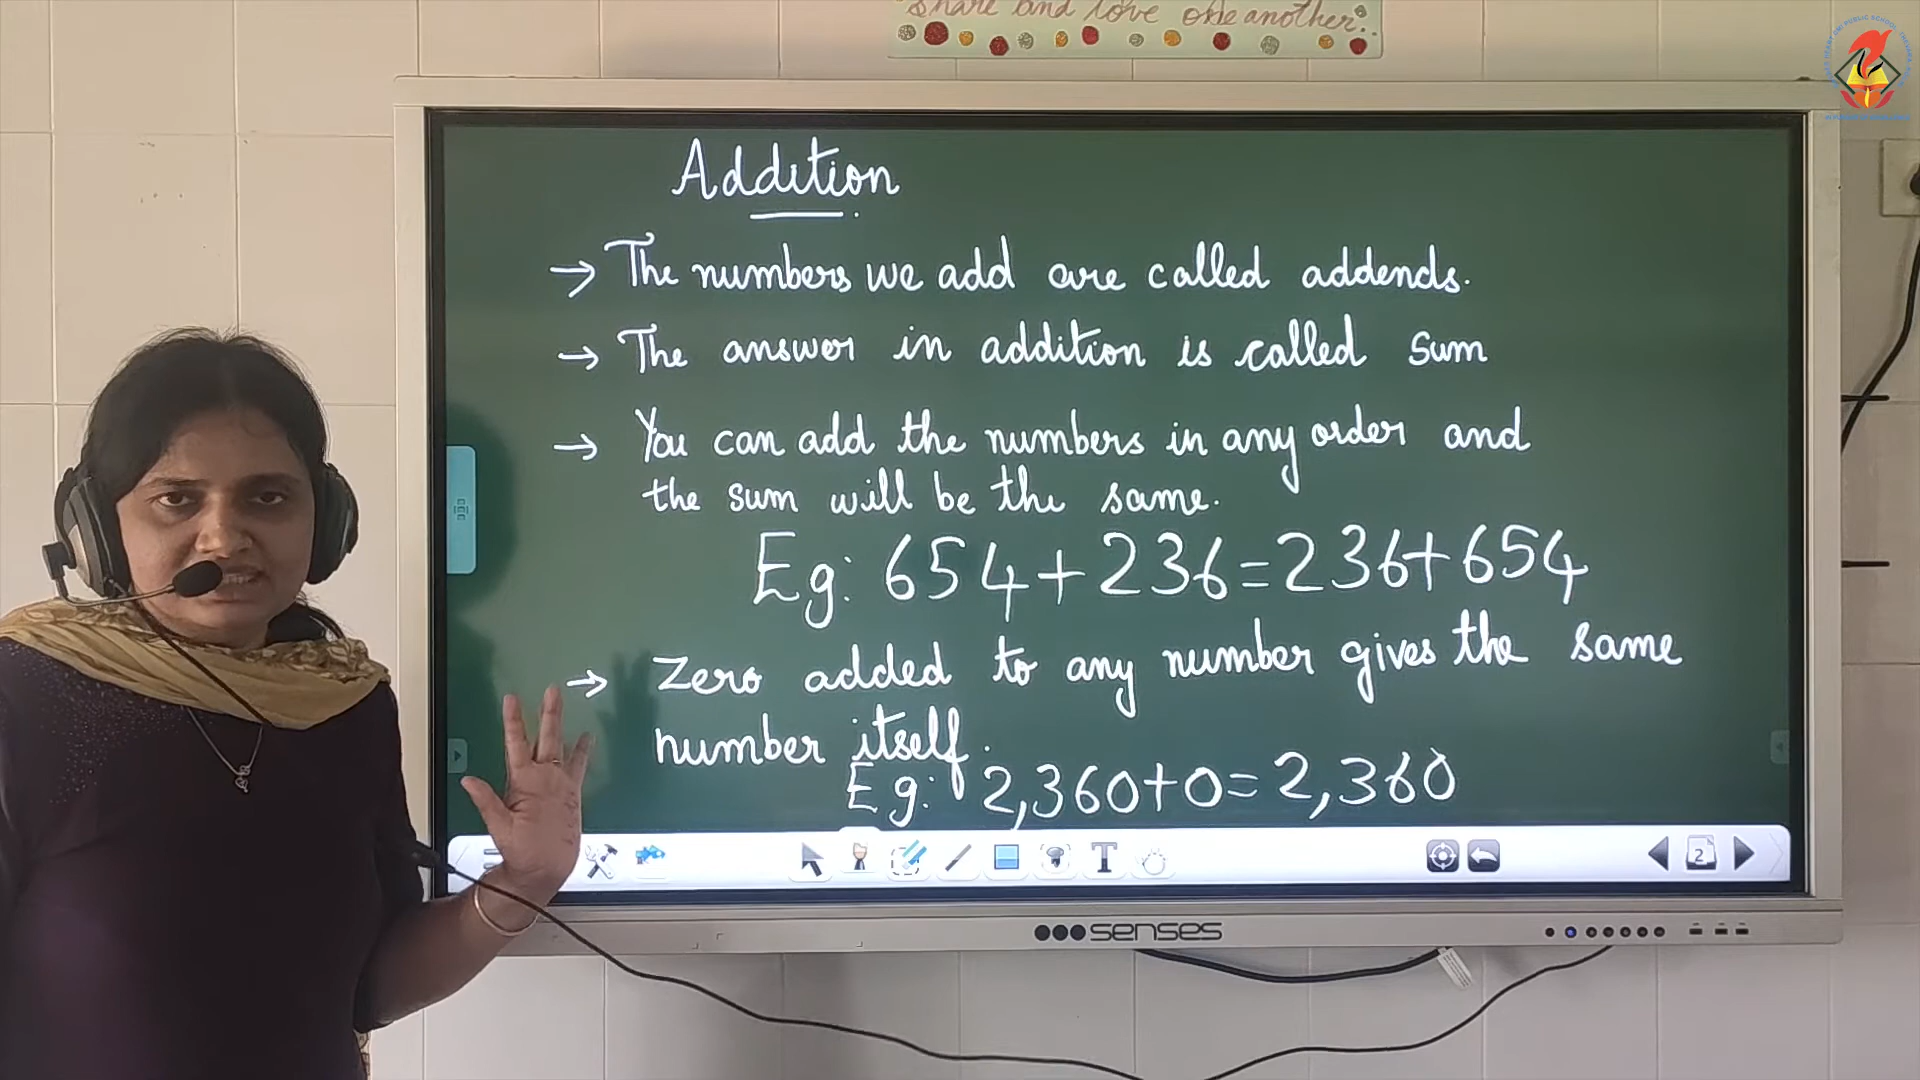 share and love one another..
Addition
→ The numbers we add are called addends.
→ The answer in addition is called sum
→ You can add the numbers in any order and
the sum will be the same.
Eg: 654+236=236+654
→ Zero added to any number gives the same
number itself.
Eg: 2,360+0=2,360
T
2
senses